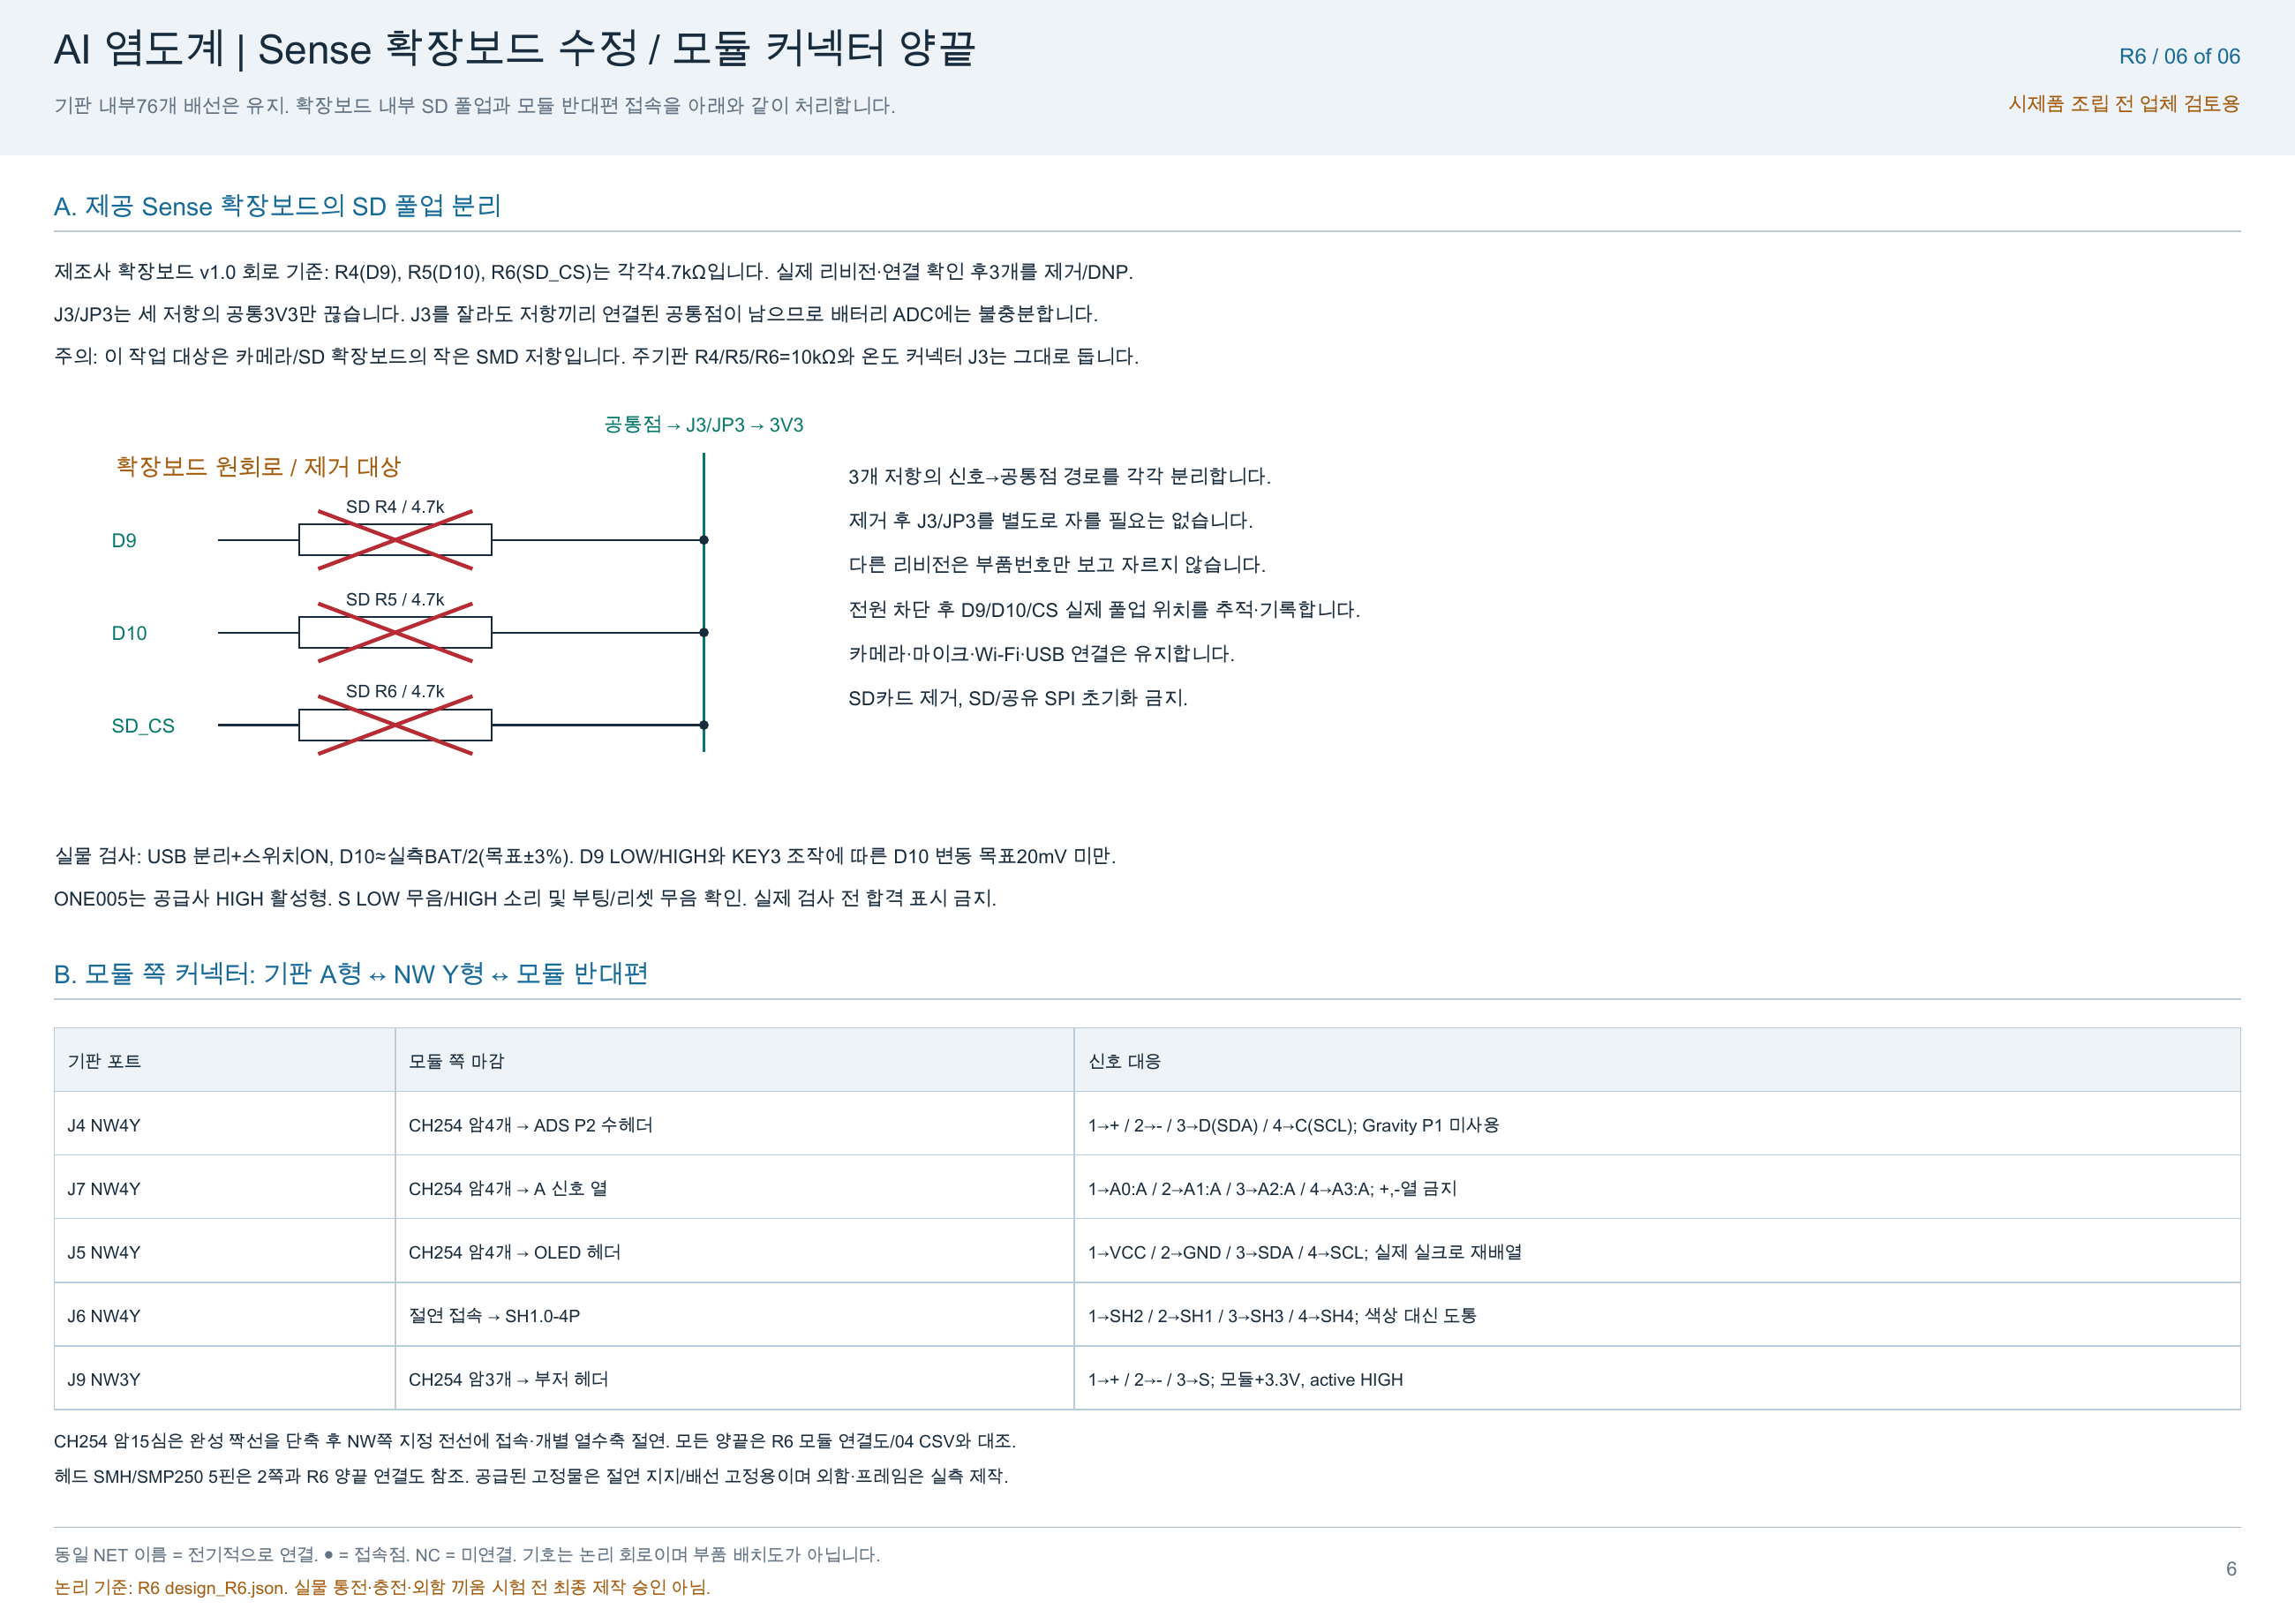 AI 염도계 | Sense 확장보드 수정 / 모듈 커넥터 양끝
R6 / 06 of 06
기판 내부76개 배선은 유지. 확장보드 내부 SD 풀업과 모듈 반대편 접속을 아래와 같이 처리합니다.
시제품 조립 전 업체 검토용
A. 제공 Sense 확장보드의 SD 풀업 분리
제조사 확장보드 v1.0 회로 기준: R4(D9), R5(D10), R6(SD_CS)는 각각4.7kΩ입니다. 실제 리비전·연결 확인 후3개를 제거/DNP.
J3/JP3는 세 저항의 공통3V3만 끊습니다. J3를 잘라도 저항끼리 연결된 공통점이 남으므로 배터리 ADC에는 불충분합니다.
주의: 이 작업 대상은 카메라/SD 확장보드의 작은 SMD 저항입니다. 주기판 R4/R5/R6=10kΩ와 온도 커넥터 J3는 그대로 둡니다.
공통점→J3/JP3→3V3
확장보드 원회로 / 제거 대상
SD R4 / 4.7k
D9
SD R5 / 4.7k
D10
SD R6 / 4.7k
SD_CS
3개 저항의 신호→공통점 경로를 각각 분리합니다.
제거 후 J3/JP3를 별도로 자를 필요는 없습니다.
다른 리비전은 부품번호만 보고 자르지 않습니다.
전원 차단 후 D9/D10/CS 실제 풀업 위치를 추적·기록합니다.
카메라·마이크·Wi-Fi·USB 연결은 유지합니다.
SD카드 제거, SD/공유 SPI 초기화 금지.
실물 검사: USB 분리+스위치ON, D10≈실측BAT/2(목표±3%). D9 LOW/HIGH와 KEY3 조작에 따른 D10 변동 목표20mV 미만.
ONE005는 공급사 HIGH 활성형. S LOW 무음/HIGH 소리 및 부팅/리셋 무음 확인. 실제 검사 전 합격 표시 금지.
B. 모듈 쪽 커넥터: 기판 A형↔NW Y형↔모듈 반대편
기판 포트
모듈 쪽 마감
신호 대응
J4 NW4Y
CH254 암4개→ADS P2 수헤더
1→+ / 2→- / 3→D(SDA) / 4→C(SCL); Gravity P1 미사용
J7 NW4Y
CH254 암4개→A 신호 열
1→A0:A / 2→A1:A / 3→A2:A / 4→A3:A; +,-열 금지
J5 NW4Y
CH254 암4개→OLED 헤더
1→VCC / 2→GND / 3→SDA / 4→SCL; 실제 실크로 재배열
J6 NW4Y
절연 접속→SH1.0-4P
1→SH2 / 2→SH1 / 3→SH3 / 4→SH4; 색상 대신 도통
J9 NW3Y
CH254 암3개→부저 헤더
1→+ / 2→- / 3→S; 모듈+3.3V, active HIGH
CH254 암15심은 완성 짝선을 단축 후 NW쪽 지정 전선에 접속·개별 열수축 절연. 모든 양끝은 R6 모듈 연결도/04 CSV와 대조.
헤드 SMH/SMP250 5핀은 2쪽과 R6 양끝 연결도 참조. 공급된 고정물은 절연 지지/배선 고정용이며 외함·프레임은 실측 제작.
동일 NET 이름 = 전기적으로 연결. ● = 접속점. NC = 미연결. 기호는 논리 회로이며 부품 배치도가 아닙니다.
논리 기준: R6 design_R6.json. 실물 통전·충전·외함 끼움 시험 전 최종 제작 승인 아님.
6